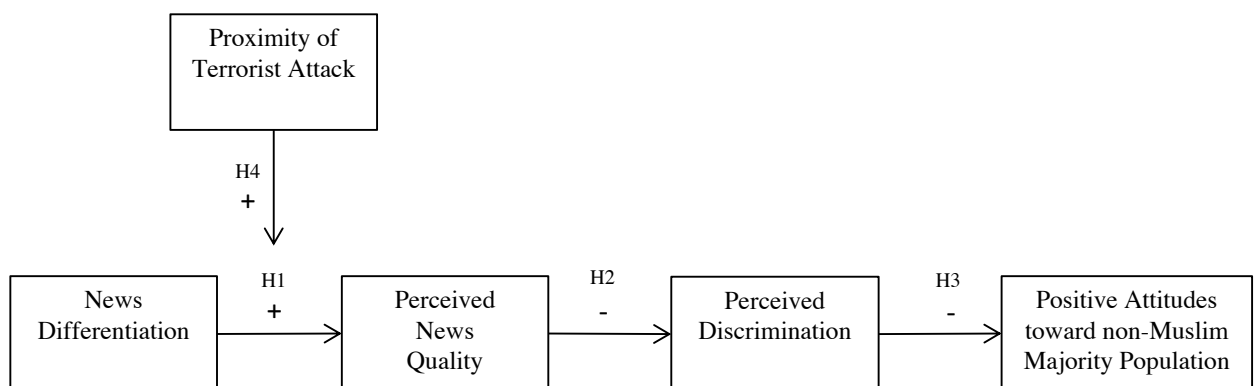 Proximity of
Terrorist Attack
H4
+
News
Differentiation
H1
+
Perceived
News
Quality
H2
-
Perceived
Discrimination
H3
-
Positive Attitudes
toward non-Muslim
Majority Population